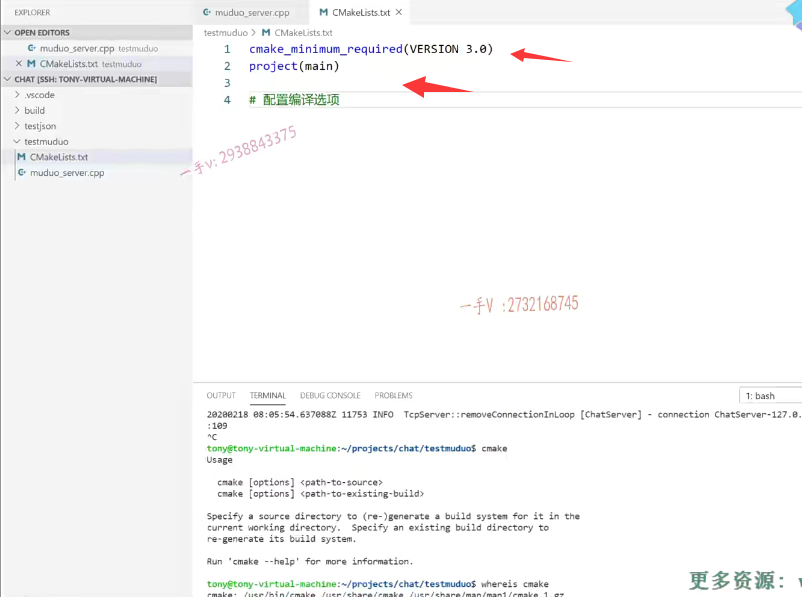 EXPLORER
OPEN EDITORS
muduo_server.cpp testmuduo
CMakeLists.txt testmuduo
CHAT [SSH: TONY-VIRTUAL-MACHINE]
.vscode
build
testjson
testmuduo
CMakeLists.txt
muduo_server.cpp
muduo_server.cpp CMakeLists.txt
testmuduo > CMakeLists.txt
1 cmake_minimum_required(VERSION 3.0)
2 project(main)
3
4 # 配置编译选项
一手v: 2938843375
一手V :2732168745
OUTPUT TERMINAL DEBUG CONSOLE PROBLEMS 1: bash
20200218 08:05:54.637088Z 11753 INFO TcpServer::removeConnectionInLoop [ChatServer] - connection ChatServer-127.0.
:109
^C
tony@tony-virtual-machine:~/projects/chat/testmuduo$ cmake
Usage
cmake [options] <path-to-source>
cmake [options] <path-to-existing-build>
Specify a source directory to (re-)generate a build system for it in the
current working directory. Specify an existing build directory to
re-generate its build system.
Run 'cmake --help' for more information.
tony@tony-virtual-machine:~/projects/chat/testmuduo$ whereis cmake
cmake: /usr/bin/cmake /usr/share/cmake /usr/share/man/man1/cmake.1.gz
更多资源：